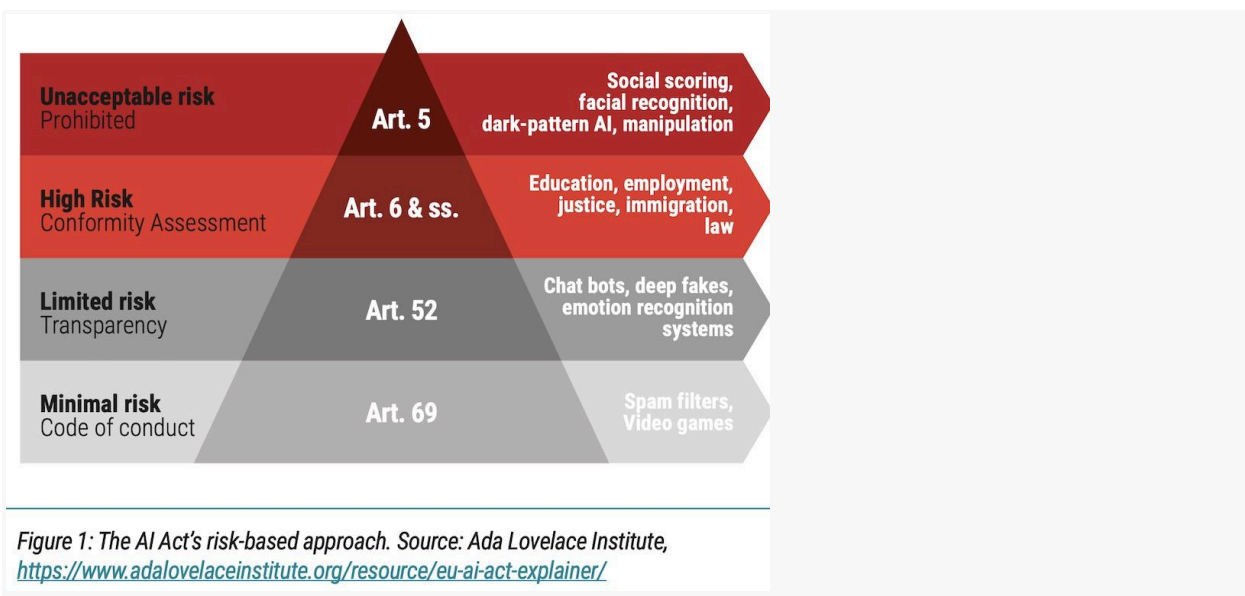 Unacceptable risk
Prohibited
Art. 5
Social scoring,
facial recognition,
dark-pattern AI, manipulation
High Risk
Conformity Assessment
Art. 6 & ss.
Education, employment,
justice, immigration,
law
Limited risk
Transparency
Art. 52
Chat bots, deep fakes,
emotion recognition
systems
Minimal risk
Code of conduct
Art. 69
Spam filters,
Video games
Figure 1: The AI Act's risk-based approach. Source: Ada Lovelace Institute,
https://www.adalovelaceinstitute.org/resource/eu-ai-act-explainer/